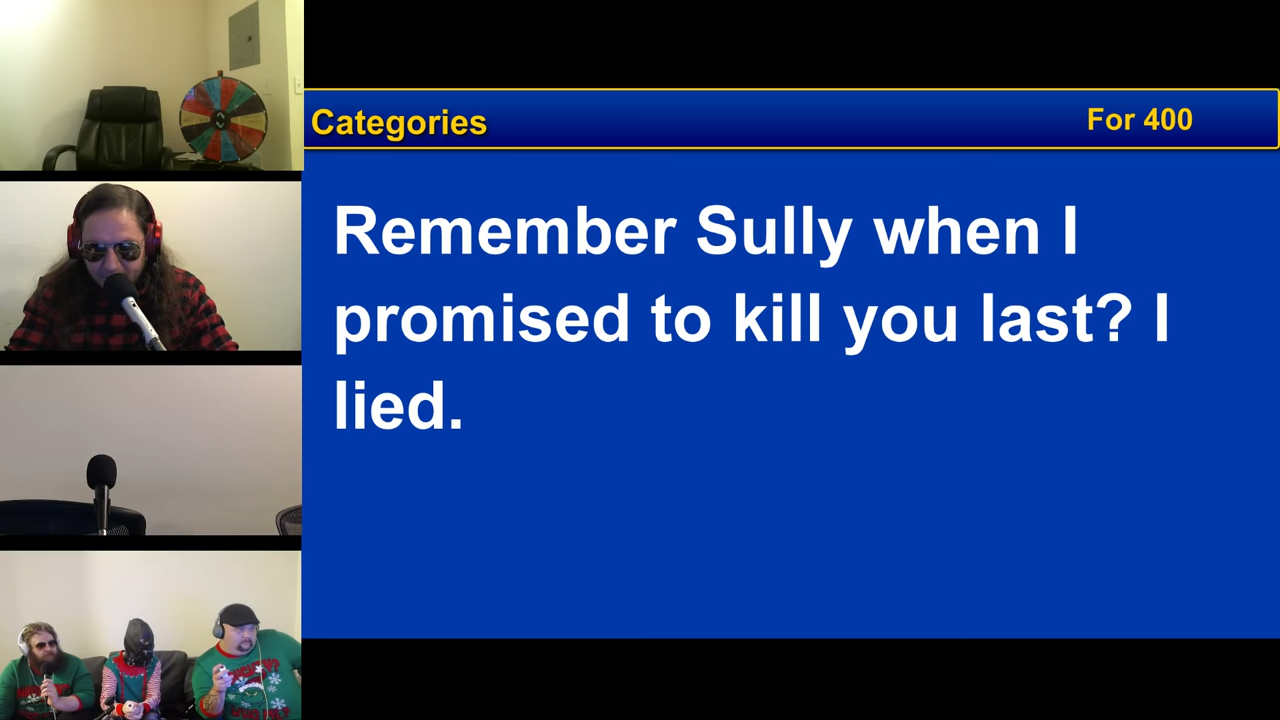 Categories
For 400
Remember Sully when I
promised to kill you last? I
lied.